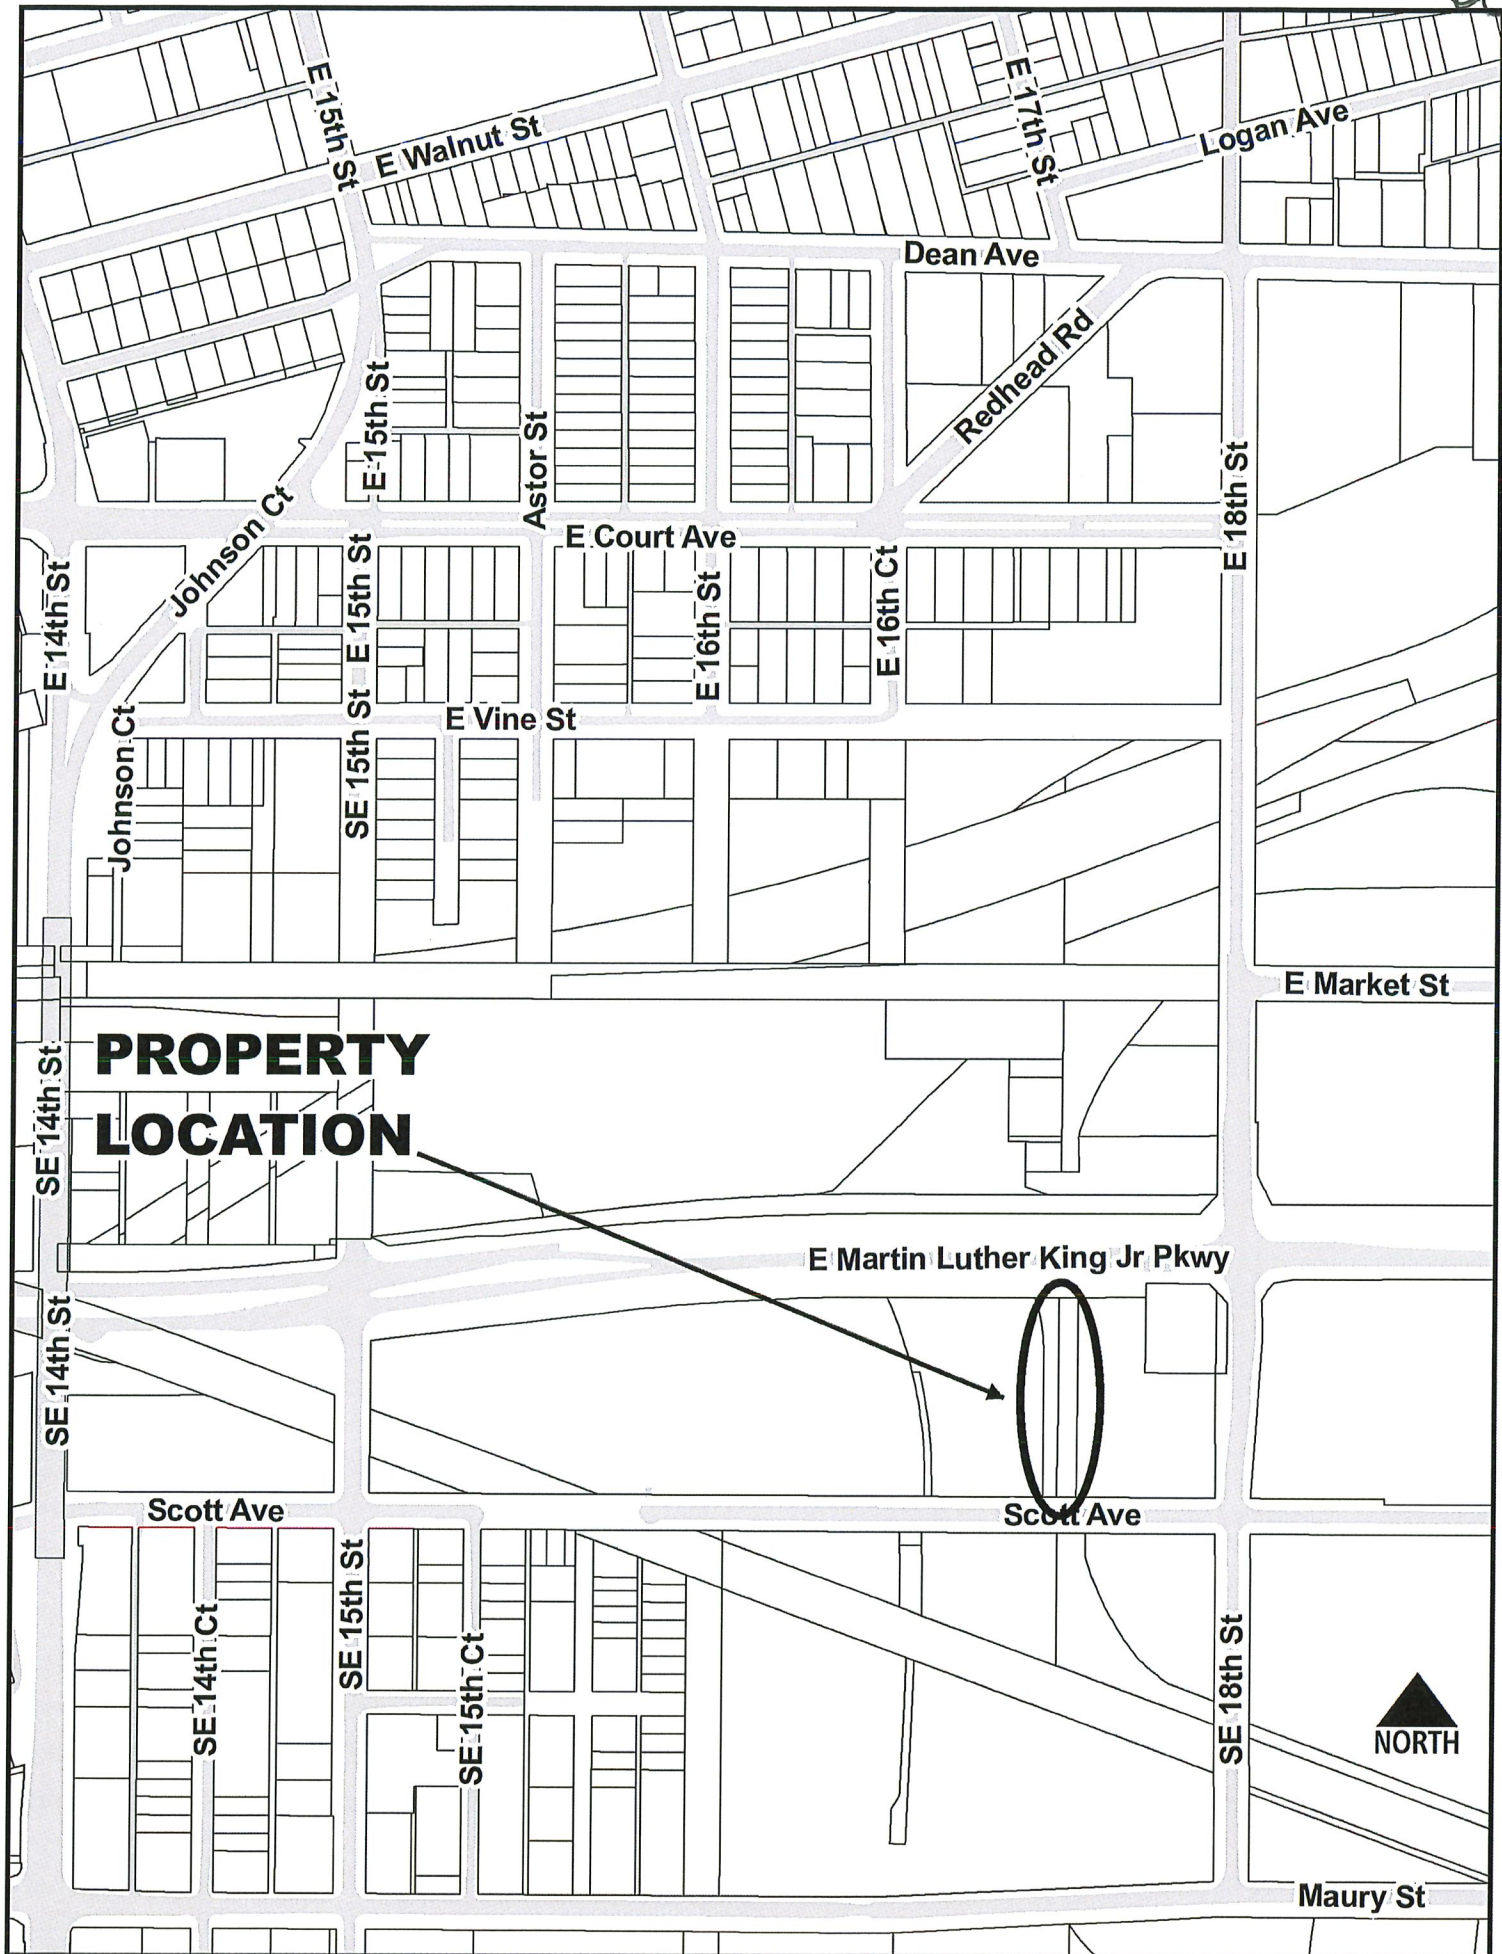 E 15th St
E Walnut St
E 17th St
Logan Ave
Dean Ave
Redhead Rd
E 15th St
Astor St
E 18th St
Johnson Ct
E Court Ave
E 14th St
E 15th St
E 16th St
E 16th Ct
SE 15th St
E Vine St
Johnson Ct
E Market St
PROPERTY
LOCATION
SE 14th St
E Martin Luther King Jr Pkwy
SE 14th St
Scott Ave
Scott Ave
SE 15th St
SE 14th Ct
SE 15th Ct
SE 18th St
NORTH
Maury St